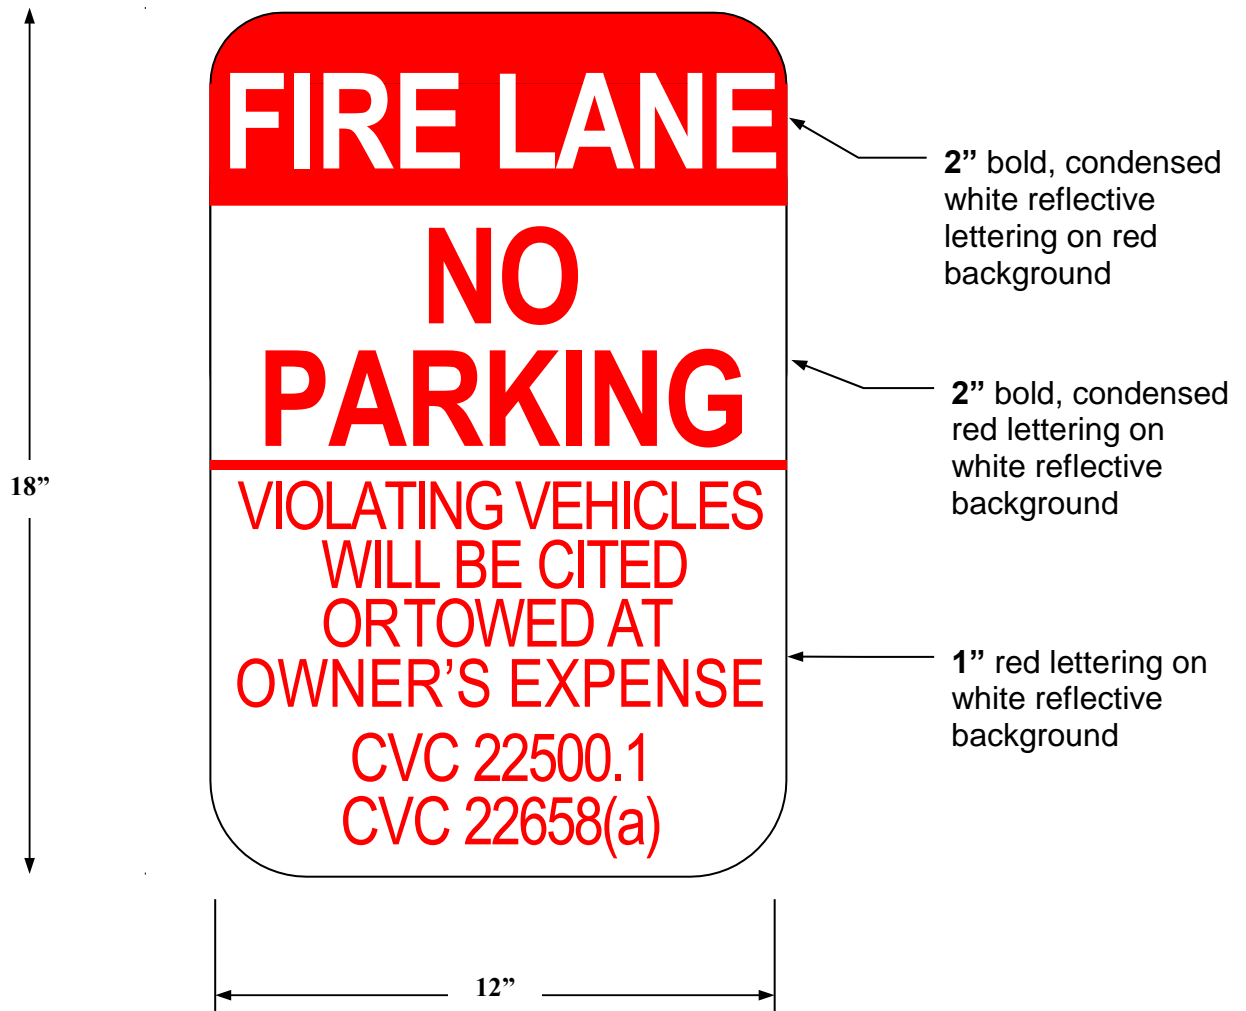 FIRE LANE
NO
PARKING
VIOLATING VEHICLES
WILL BE CITED
ORTOWED AT
OWNER’S EXPENSE
CVC 22500.1
CVC 22658(a)
2” bold, condensed
white reflective
lettering on red
background
2” bold, condensed
red lettering on
white reflective
background
1” red lettering on
white reflective
background
18”
12”